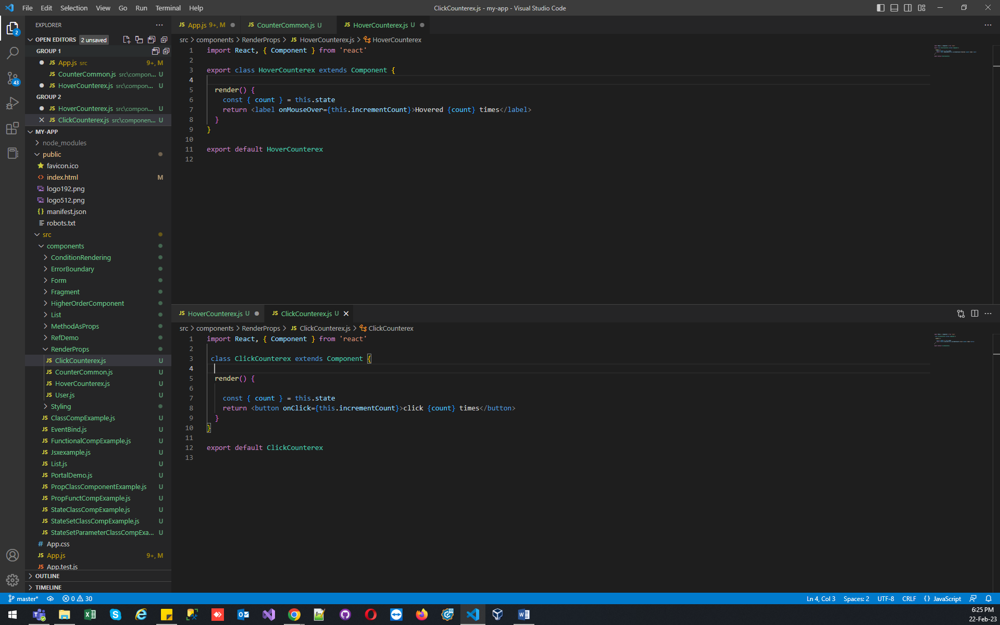 File Edit Selection View Go Run Terminal Help
ClickCounterex.js - my-app - Visual Studio Code
EXPLORER
OPEN EDITORS 2 unsaved
GROUP 1
JS App.js src 9+, M
JS CounterCommon.js src\compon... U
JS HoverCounterex.js src\compon... U
GROUP 2
JS HoverCounterex.js src\compon... U
JS ClickCounterex.js src\componen... U
MY-APP
node_modules
public
favicon.ico
index.html M
logo192.png
logo512.png
manifest.json
robots.txt
src
components
ConditionRendering
ErrorBoundary
Form
Fragment
HigherOrderComponent
List
MethodAsProps
RefDemo
RenderProps
JS ClickCounterex.js U
JS CounterCommon.js U
JS HoverCounterex.js U
JS User.js U
Styling
JS ClassCompExample.js U
JS EventBind.js U
JS FunctionalCompExample.js U
JS Jsxexample.js U
JS List.js U
JS PortalDemo.js U
JS PropClassComponentExample.js U
JS PropFunctCompExample.js U
JS StateClassCompExample.js U
JS StateSetClassCompExample.js U
JS StateSetParameterClassCompExa... U
# App.css
JS App.js 9+, M
JS App.test.js
OUTLINE
TIMELINE
2
43
JS App.js 9+, M JS CounterCommon.js U JS HoverCounterex.js U
src > components > RenderProps > JS HoverCounterex.js > HoverCounterex
1 import React, { Component } from 'react'
2
3 export class HoverCounterex extends Component {
4
5 render() {
6 const { count } = this.state
7 return <label onMouseOver={this.incrementCount}>Hovered {count} times</label>
8 }
9 }
10
11 export default HoverCounterex
12
JS HoverCounterex.js U JS ClickCounterex.js U
src > components > RenderProps > JS ClickCounterex.js > ClickCounterex
1 import React, { Component } from 'react'
2
3 class ClickCounterex extends Component {
4
5 render() {
6
7 const { count } = this.state
8 return <button onClick={this.incrementCount}>click {count} times</button>
9 }
10 }
11
12 export default ClickCounterex
13
master* 0 30
Ln 4, Col 3 Spaces: 2 UTF-8 CRLF {} JavaScript
6:25 PM
22-Feb-23